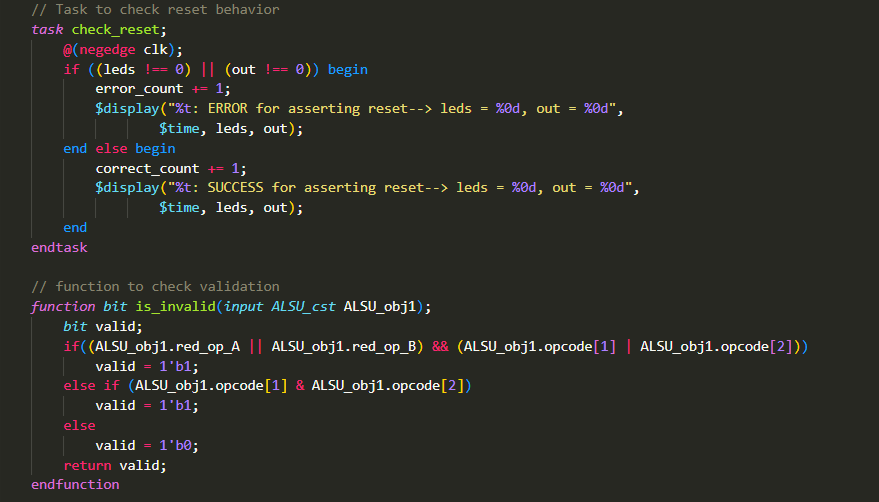 // Task to check reset behavior
task check_reset;
@(negedge clk);
if ((leds !== 0) || (out !== 0)) begin
error_count += 1;
$display("%t: ERROR for asserting reset--> leds = %0d, out = %0d",
$time, leds, out);
end else begin
correct_count += 1;
$display("%t: SUCCESS for asserting reset--> leds = %0d, out = %0d",
$time, leds, out);
end
endtask
// function to check validation
function bit is_invalid(input ALSU_cst ALSU_obj1);
bit valid;
if((ALSU_obj1.red_op_A || ALSU_obj1.red_op_B) && (ALSU_obj1.opcode[1] | ALSU_obj1.opcode[2]))
valid = 1'b1;
else if (ALSU_obj1.opcode[1] & ALSU_obj1.opcode[2])
valid = 1'b1;
else
valid = 1'b0;
return valid;
endfunction